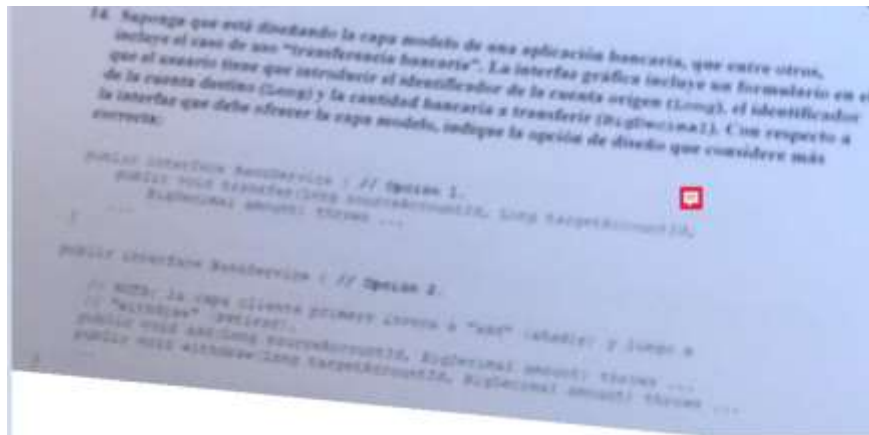 14. Suponga que está diseñando la capa modelo de una aplicación bancaria, que entre otros,
incluye el caso de uso "transferencia bancaria". La interfaz gráfica incluye un formulario en el
que el usuario tiene que introducir el identificador de la cuenta origen (Long), el identificador
de la cuenta destino (Long) y la cantidad bancaria a transferir (BigDecimal). Con respecto a
la interfaz que debe ofrecer la capa modelo, indique la opción de diseño que considere más
correcta:
public interface BankService { // Opción 1.
public void transfer(Long sourceAccountId, Long targetAccountId,
BigDecimal amount) throws ...
...
}
public interface BankService { // Opción 2.
// NOTA: la capa cliente primero invoca a "add" (añadir) y luego a
// "withdraw" (retirar).
public void add(Long sourceAccountId, BigDecimal amount) throws ...
public void withdraw(Long targetAccountId, BigDecimal amount) throws ...
...
}